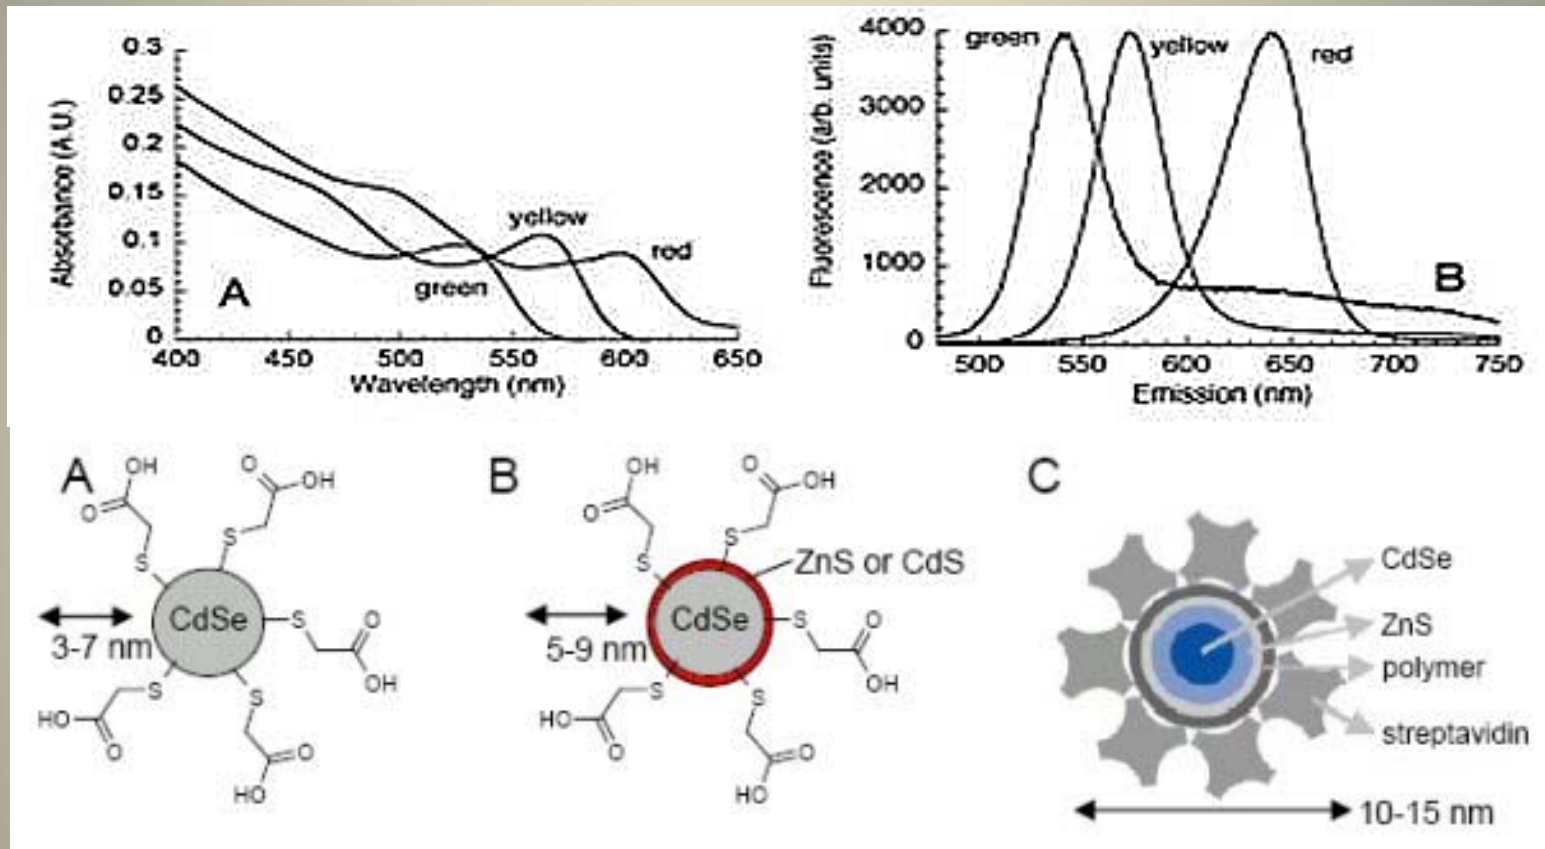 0.3
0.25
0.2
0.15
0.1
0.05
0
Absorbance (A.U.)
A
green
yellow
red
400 450 500 550 600 650
Wavelength (nm)
4000
3000
2000
1000
0
Fluorescence (arb. units)
green
yellow
red
B
500 550 600 650 700 750
Emission (nm)
A
OH
O
S
O
OH
S
CdSe
S
O
OH
3-7 nm
S
HO
O
S
O
HO
B
OH
O
S
O
OH
S
ZnS or CdS
CdSe
S
O
OH
5-9 nm
S
HO
O
S
O
HO
C
CdSe
ZnS
polymer
streptavidin
10-15 nm